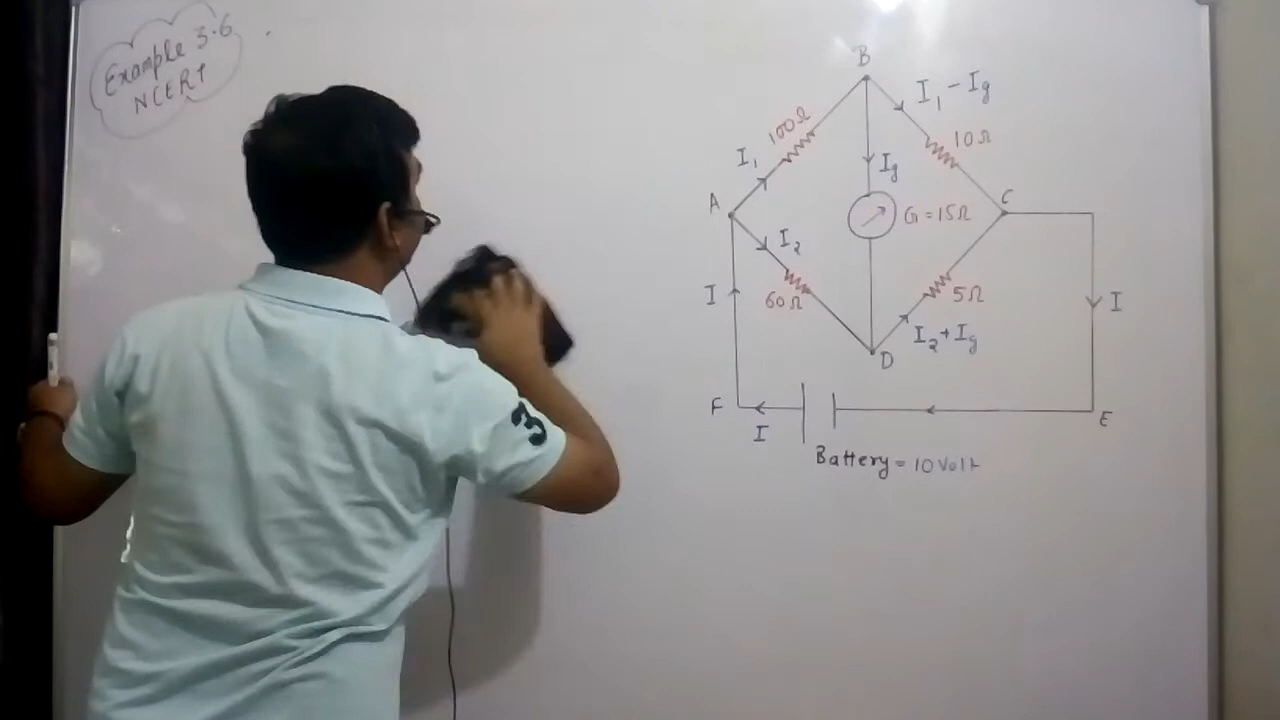 Example 3.6
NCERT
B
I₁ - Ig
100Ω
10Ω
I₁
Ig
A
C
G = 15Ω
I₂
I
60Ω
5Ω
I
I₂ + Ig
D
F
I
E
Battery = 10 Volt
3